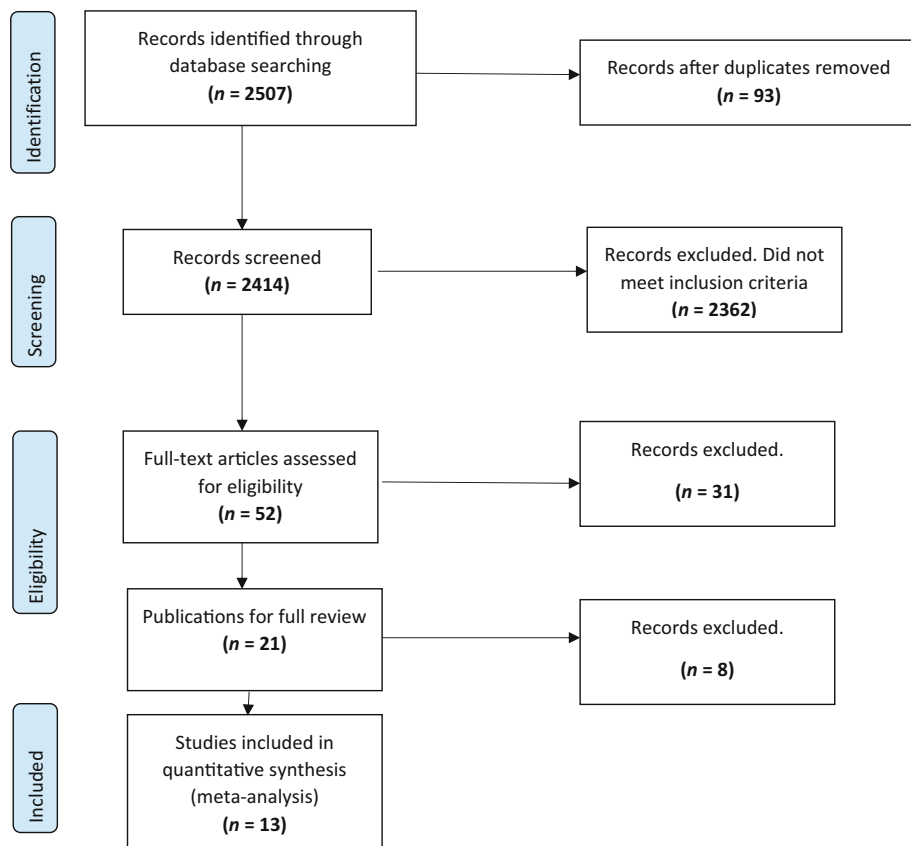 Identification
Records identified through
database searching
(n = 2507)
Records after duplicates removed
(n = 93)
Screening
Records screened
(n = 2414)
Records excluded. Did not
meet inclusion criteria
(n = 2362)
Eligibility
Full-text articles assessed
for eligibility
(n = 52)
Records excluded.
(n = 31)
Publications for full review
(n = 21)
Records excluded.
(n = 8)
Included
Studies included in
quantitative synthesis
(meta-analysis)
(n = 13)